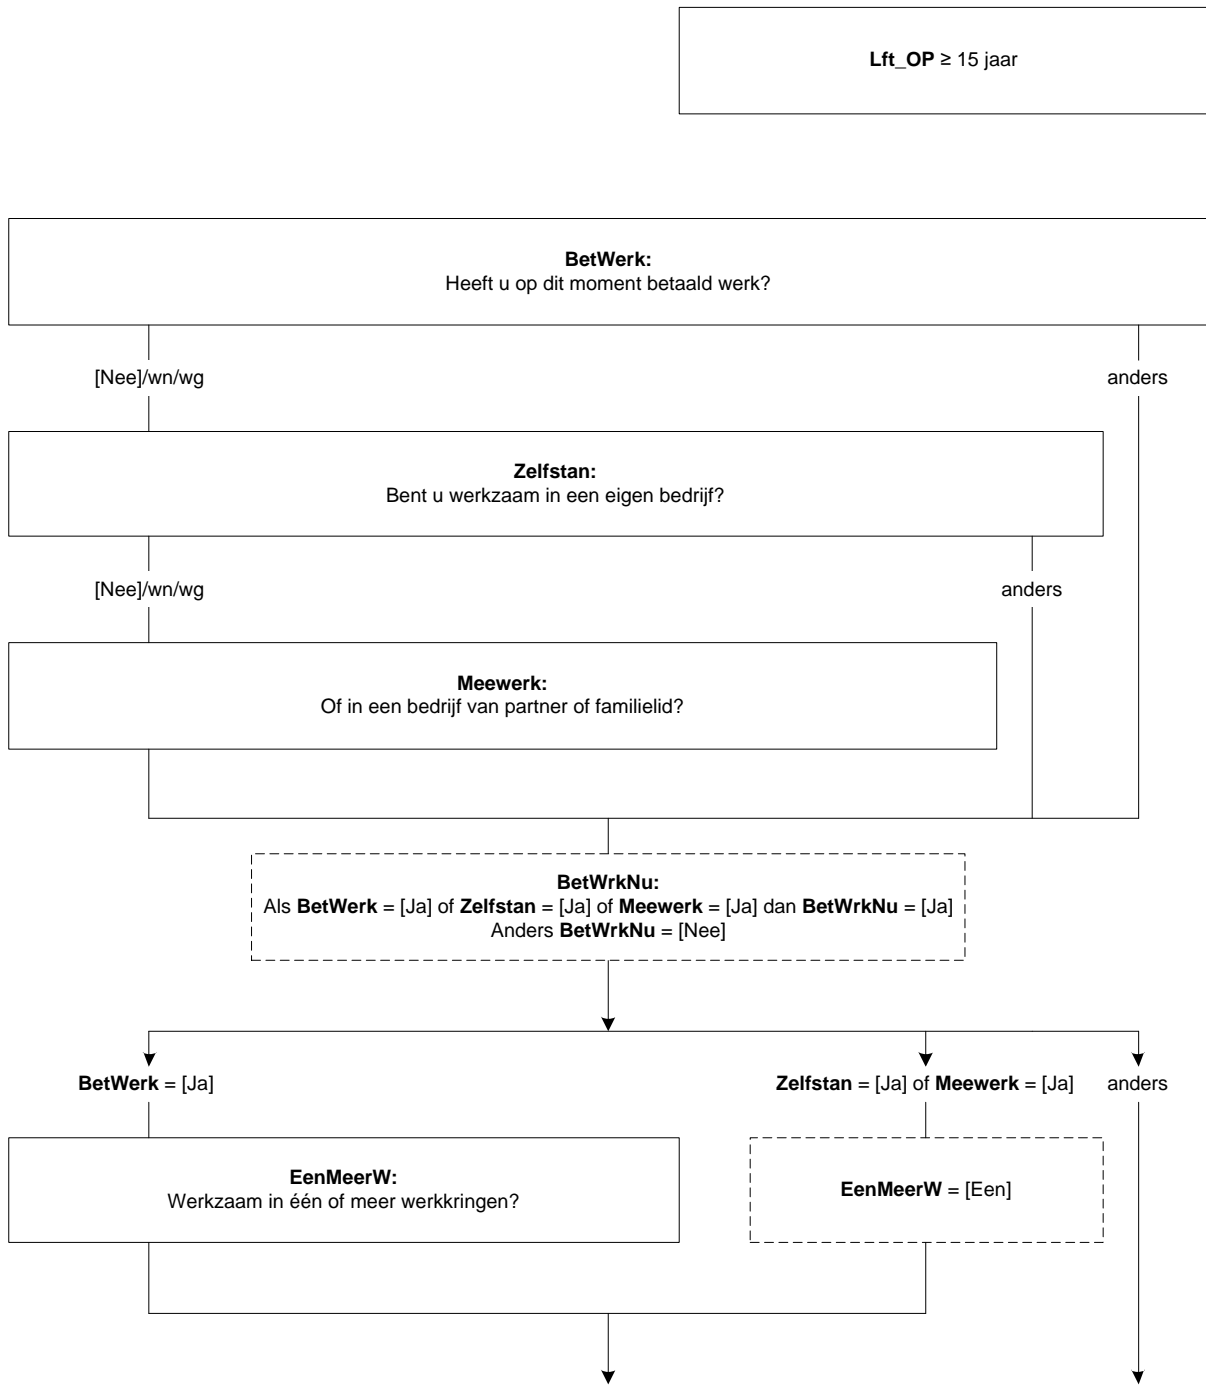 Lft_OP ≥ 15 jaar
BetWerk:
Heeft u op dit moment betaald werk?
[Nee]/wn/wg
anders
Zelfstan:
Bent u werkzaam in een eigen bedrijf?
[Nee]/wn/wg
anders
Meewerk:
Of in een bedrijf van partner of familielid?
BetWrkNu:
Als BetWerk = [Ja] of Zelfstan = [Ja] of Meewerk = [Ja] dan BetWrkNu = [Ja]
Anders BetWrkNu = [Nee]
BetWerk = [Ja]
Zelfstan = [Ja] of Meewerk = [Ja]
anders
EenMeerW:
Werkzaam in één of meer werkkringen?
EenMeerW = [Een]